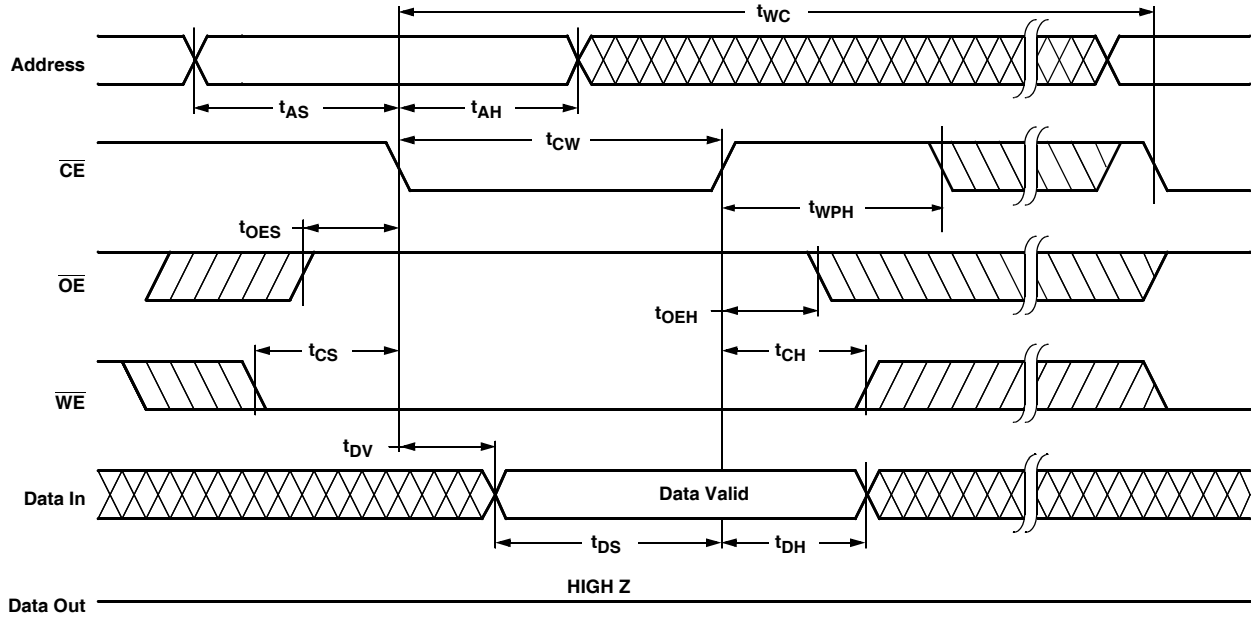 tWC
Address
tAS
tAH
tCW
CE
tWPH
tOES
OE
tOEH
tCS
tCH
WE
tDV
Data In
Data Valid
tDS
tDH
HIGH Z
Data Out